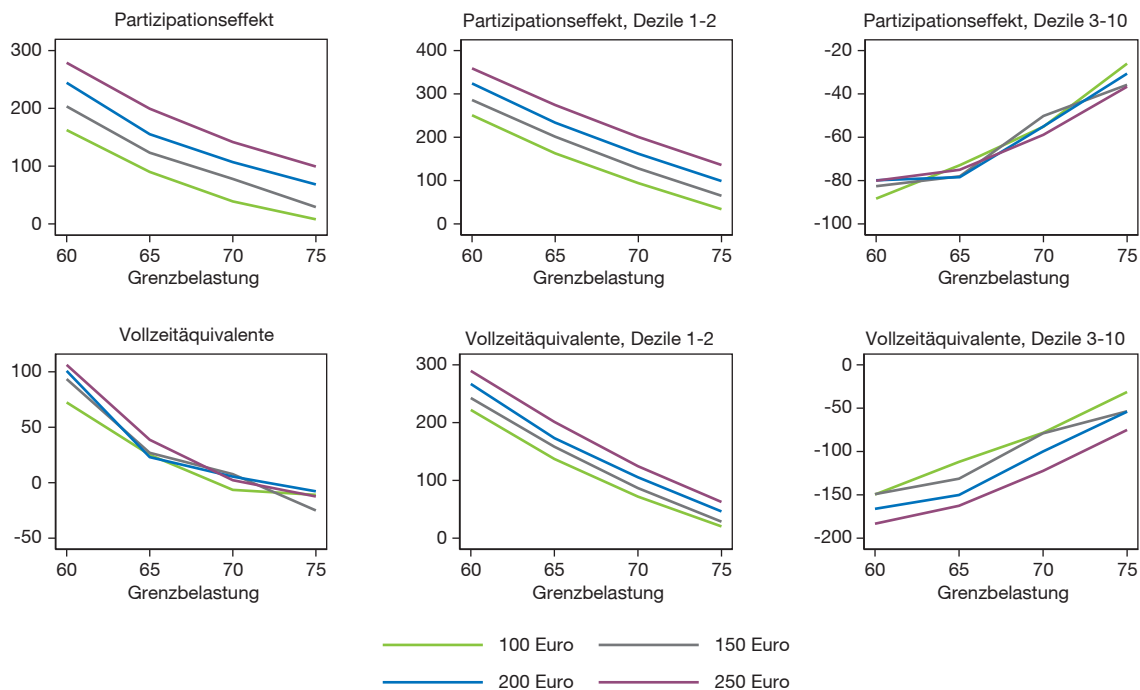 Partizipationseffekt
300
200
100
0
60 65 70 75
Grenzbelastung
Partizipationseffekt, Dezile 1-2
400
300
200
100
0
60 65 70 75
Grenzbelastung
Partizipationseffekt, Dezile 3-10
-20
-40
-60
-80
-100
60 65 70 75
Grenzbelastung
Vollzeitäquivalente
100
50
0
-50
60 65 70 75
Grenzbelastung
Vollzeitäquivalente, Dezile 1-2
300
200
100
0
60 65 70 75
Grenzbelastung
Vollzeitäquivalente, Dezile 3-10
0
-50
-100
-150
-200
60 65 70 75
Grenzbelastung
100 Euro 150 Euro
200 Euro 250 Euro